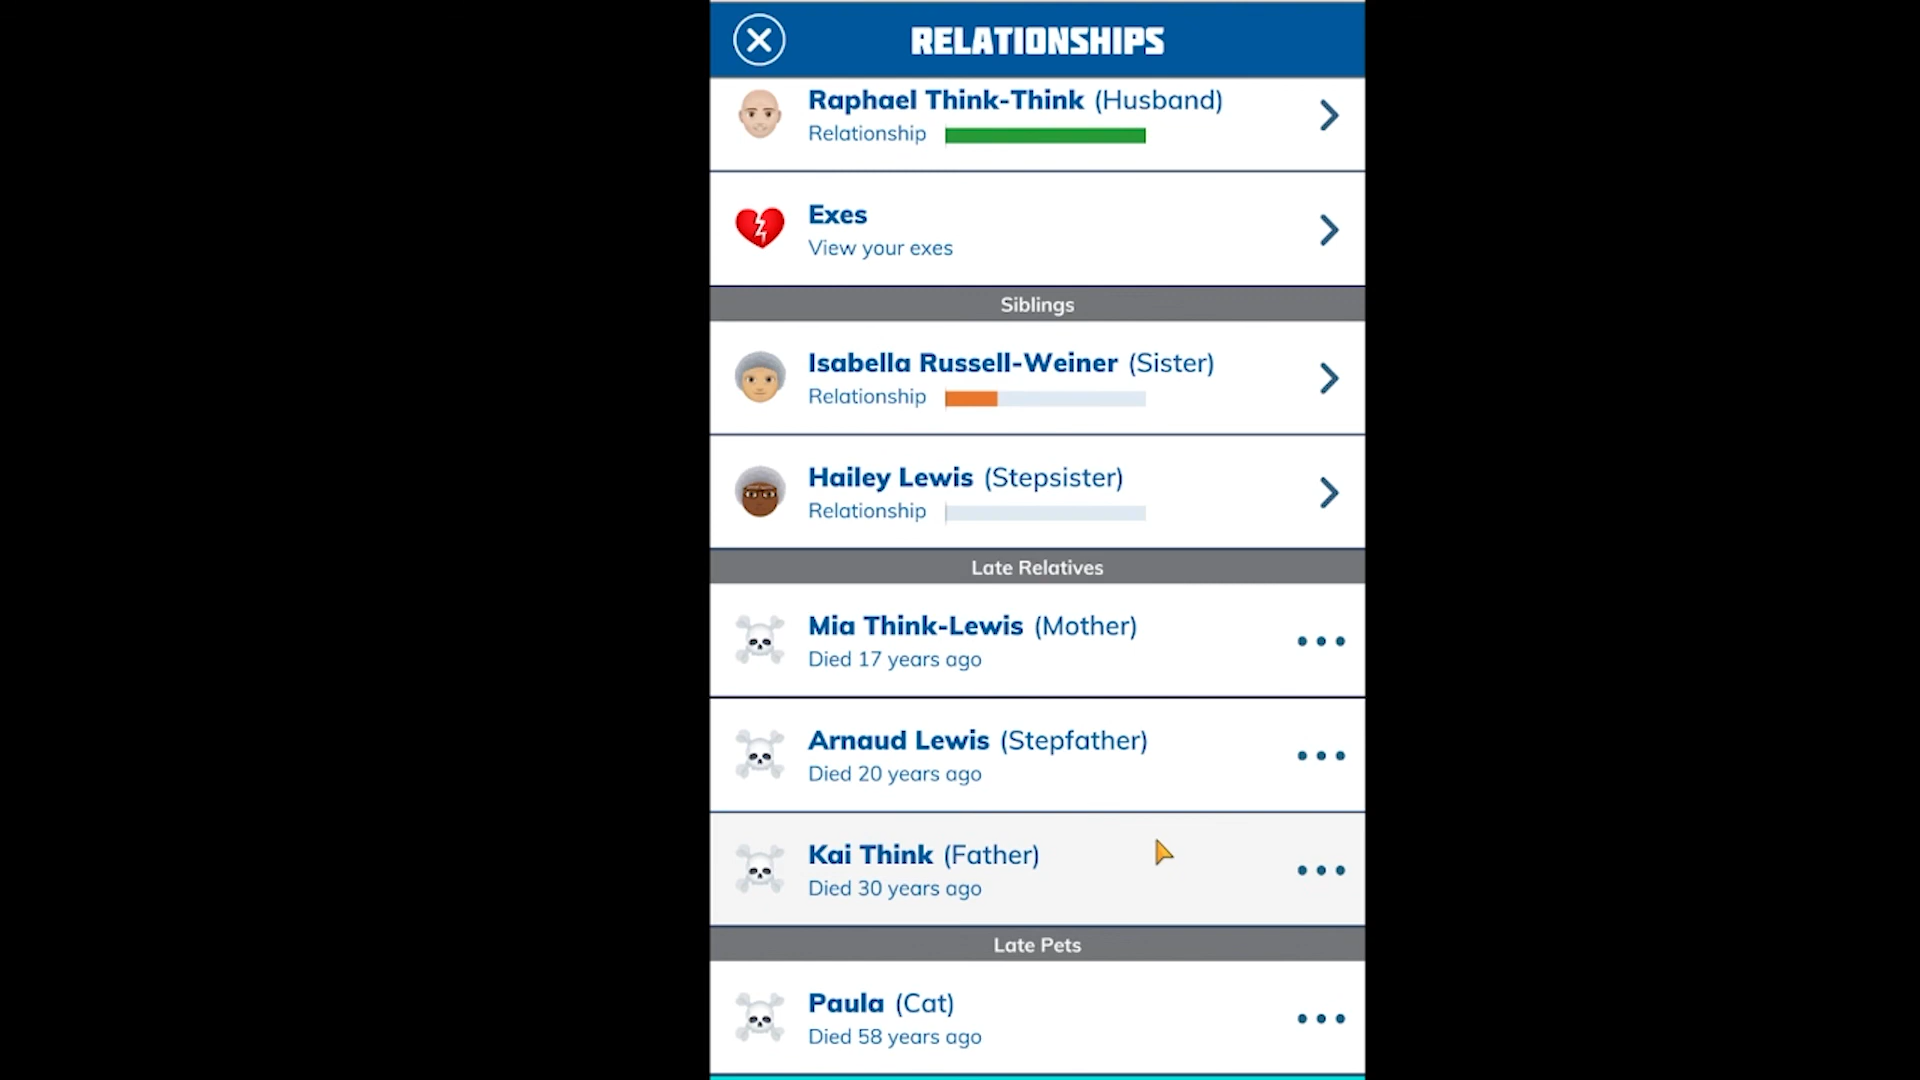 RELATIONSHIPS
Raphael Think-Think (Husband)
Relationship
Exes
View your exes
Siblings
Isabella Russell-Weiner (Sister)
Relationship
Hailey Lewis (Stepsister)
Relationship
Late Relatives
Mia Think-Lewis (Mother)
Died 17 years ago
Arnaud Lewis (Stepfather)
Died 20 years ago
Kai Think (Father)
Died 30 years ago
Late Pets
Paula (Cat)
Died 58 years ago